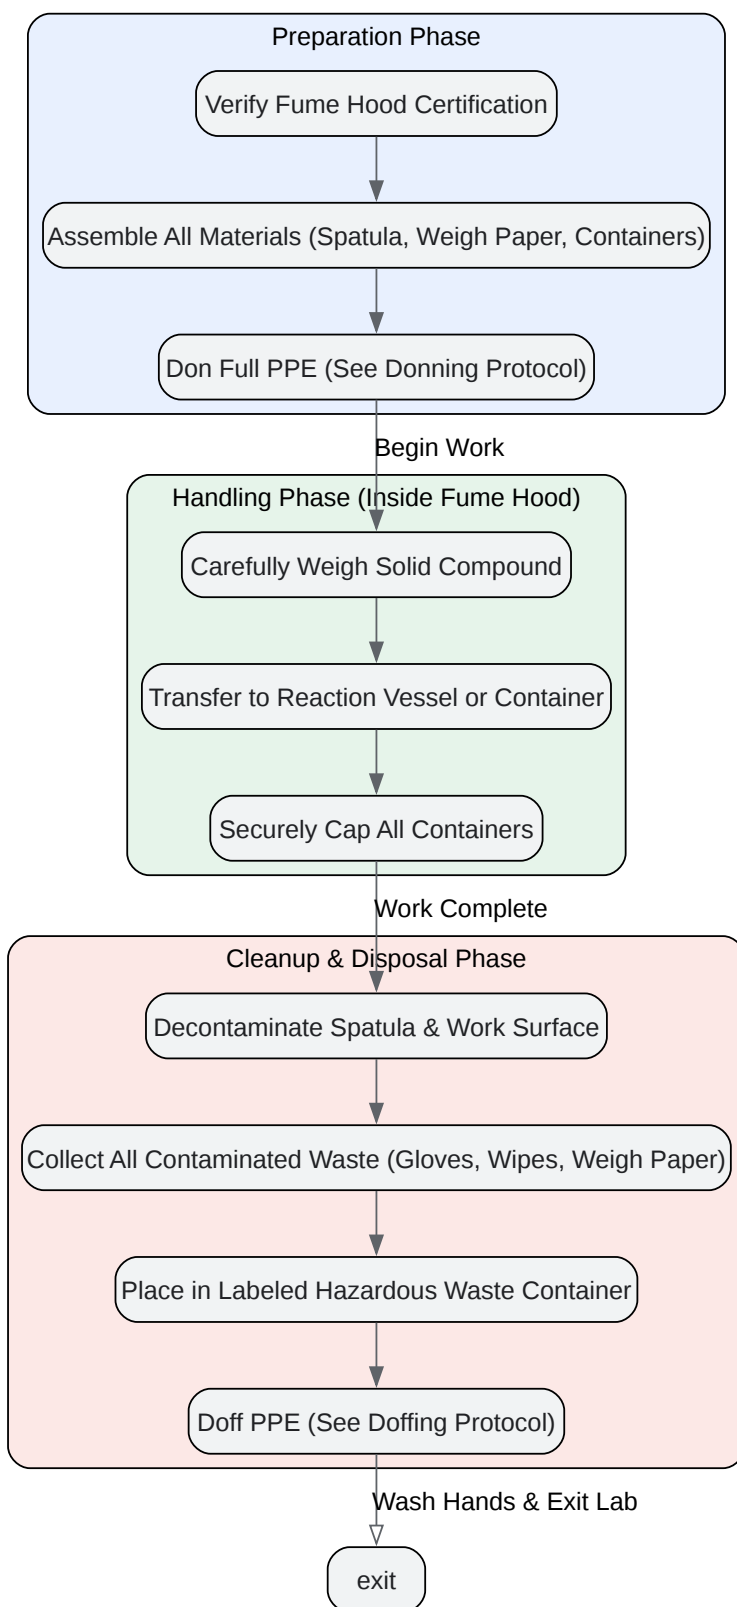 Preparation Phase
Verify Fume Hood Certification
Assemble All Materials (Spatula, Weigh Paper, Containers)
Don Full PPE (See Donning Protocol)
Begin Work
Handling Phase (Inside Fume Hood)
Carefully Weigh Solid Compound
Transfer to Reaction Vessel or Container
Securely Cap All Containers
Work Complete
Cleanup & Disposal Phase
Decontaminate Spatula & Work Surface
Collect All Contaminated Waste (Gloves, Wipes, Weigh Paper)
Place in Labeled Hazardous Waste Container
Doff PPE (See Doffing Protocol)
Wash Hands & Exit Lab
exit